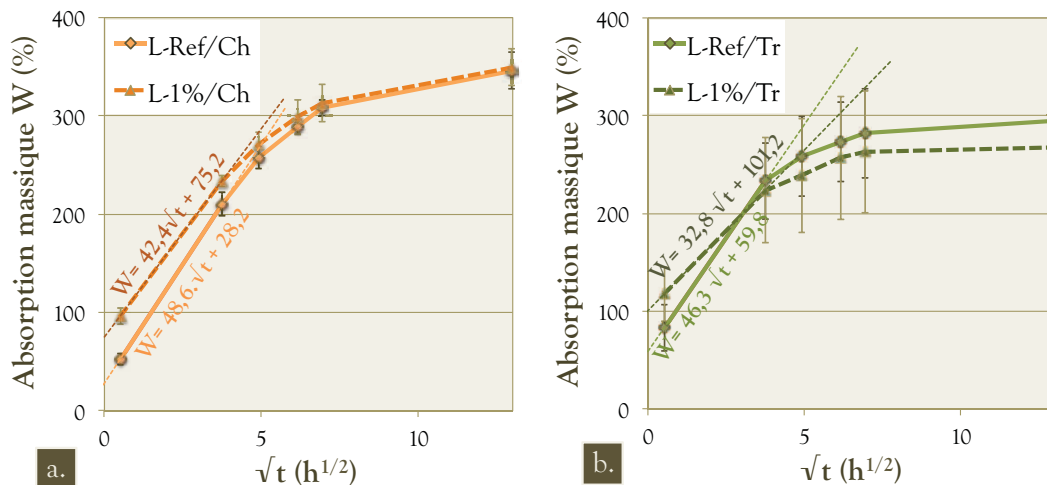 400
300
200
100
0
Absorption massique W (%)
L-Ref/Ch
L-1%/Ch
W= 42,4√t + 75,2
W= 48,6.√t + 28,2
0
5
10
√t (h1/2)
a.
400
300
200
100
0
Absorption massique W (%)
L-Ref/Tr
L-1%/Tr
W= 32,8 √t + 101,2
W= 46,3 √t + 59,8
0
5
10
√t (h1/2)
b.